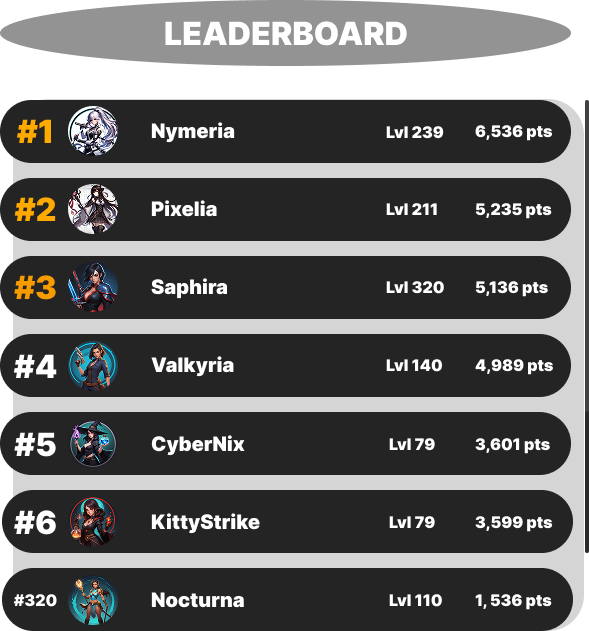 LEADERBOARD
#1 Nymeria Lvl 239 6,536 pts
#2 Pixelia Lvl 211 5,235 pts
#3 Saphira Lvl 320 5,136 pts
#4 Valkyria Lvl 140 4,989 pts
#5 CyberNix Lvl 79 3,601 pts
#6 KittyStrike Lvl 79 3,599 pts
#320 Nocturna Lvl 110 1, 536 pts